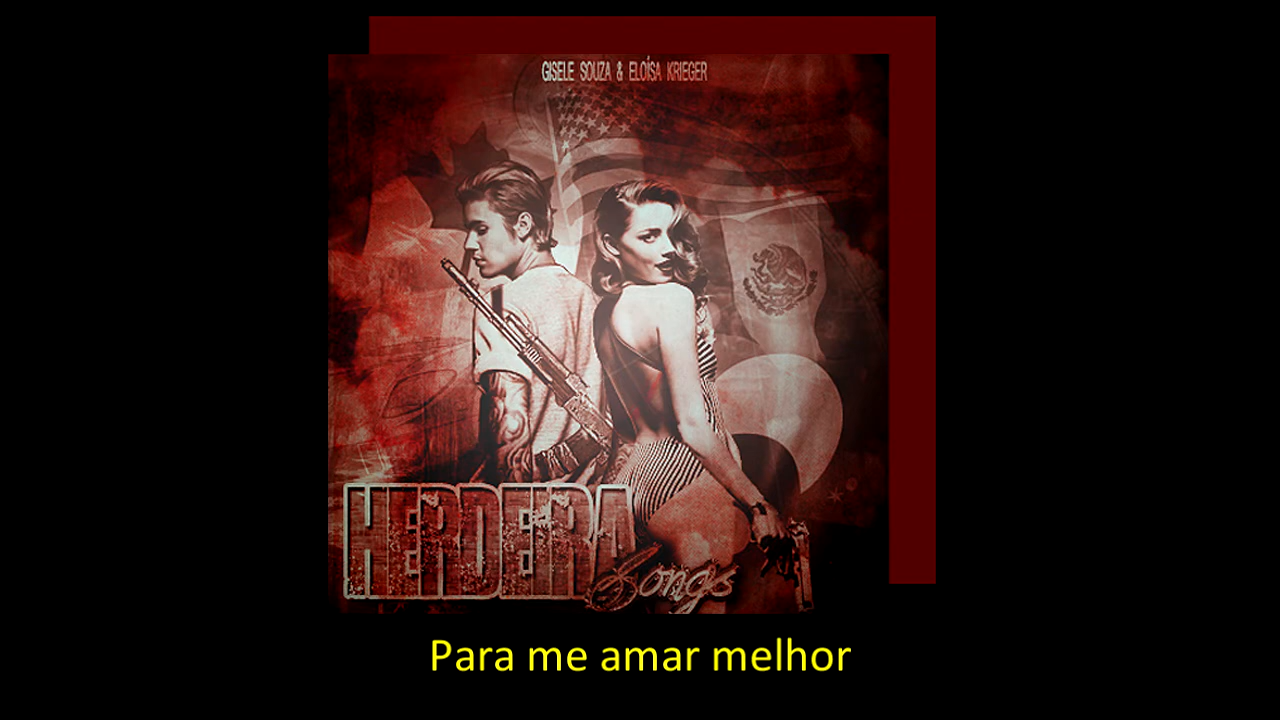 GISELE SOUZA & ELOÍSA KRIEGER
HERDEIRA
Songs
Para me amar melhor